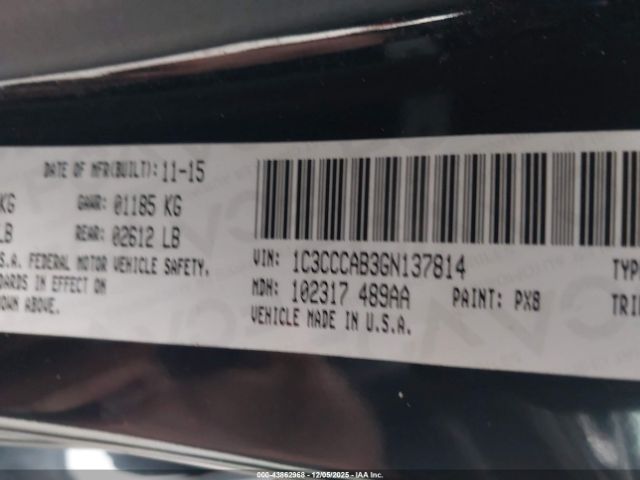 DATE OF MFR(BUILT): 11-15
KG GAWR: 01185 KG
LB REAR: 02612 LB
S.A. FEDERAL MOTOR VEHICLE SAFETY.
DARDS IN EFFECT ON
OWN ABOVE.
VIN: 1C3CCCAB3GN137814 TYP
MDH: 102317 489AA PAINT: PX8 TRI
VEHICLE MADE IN U.S.A.
000-43862968 - 12/05/2025 - IAA Inc.